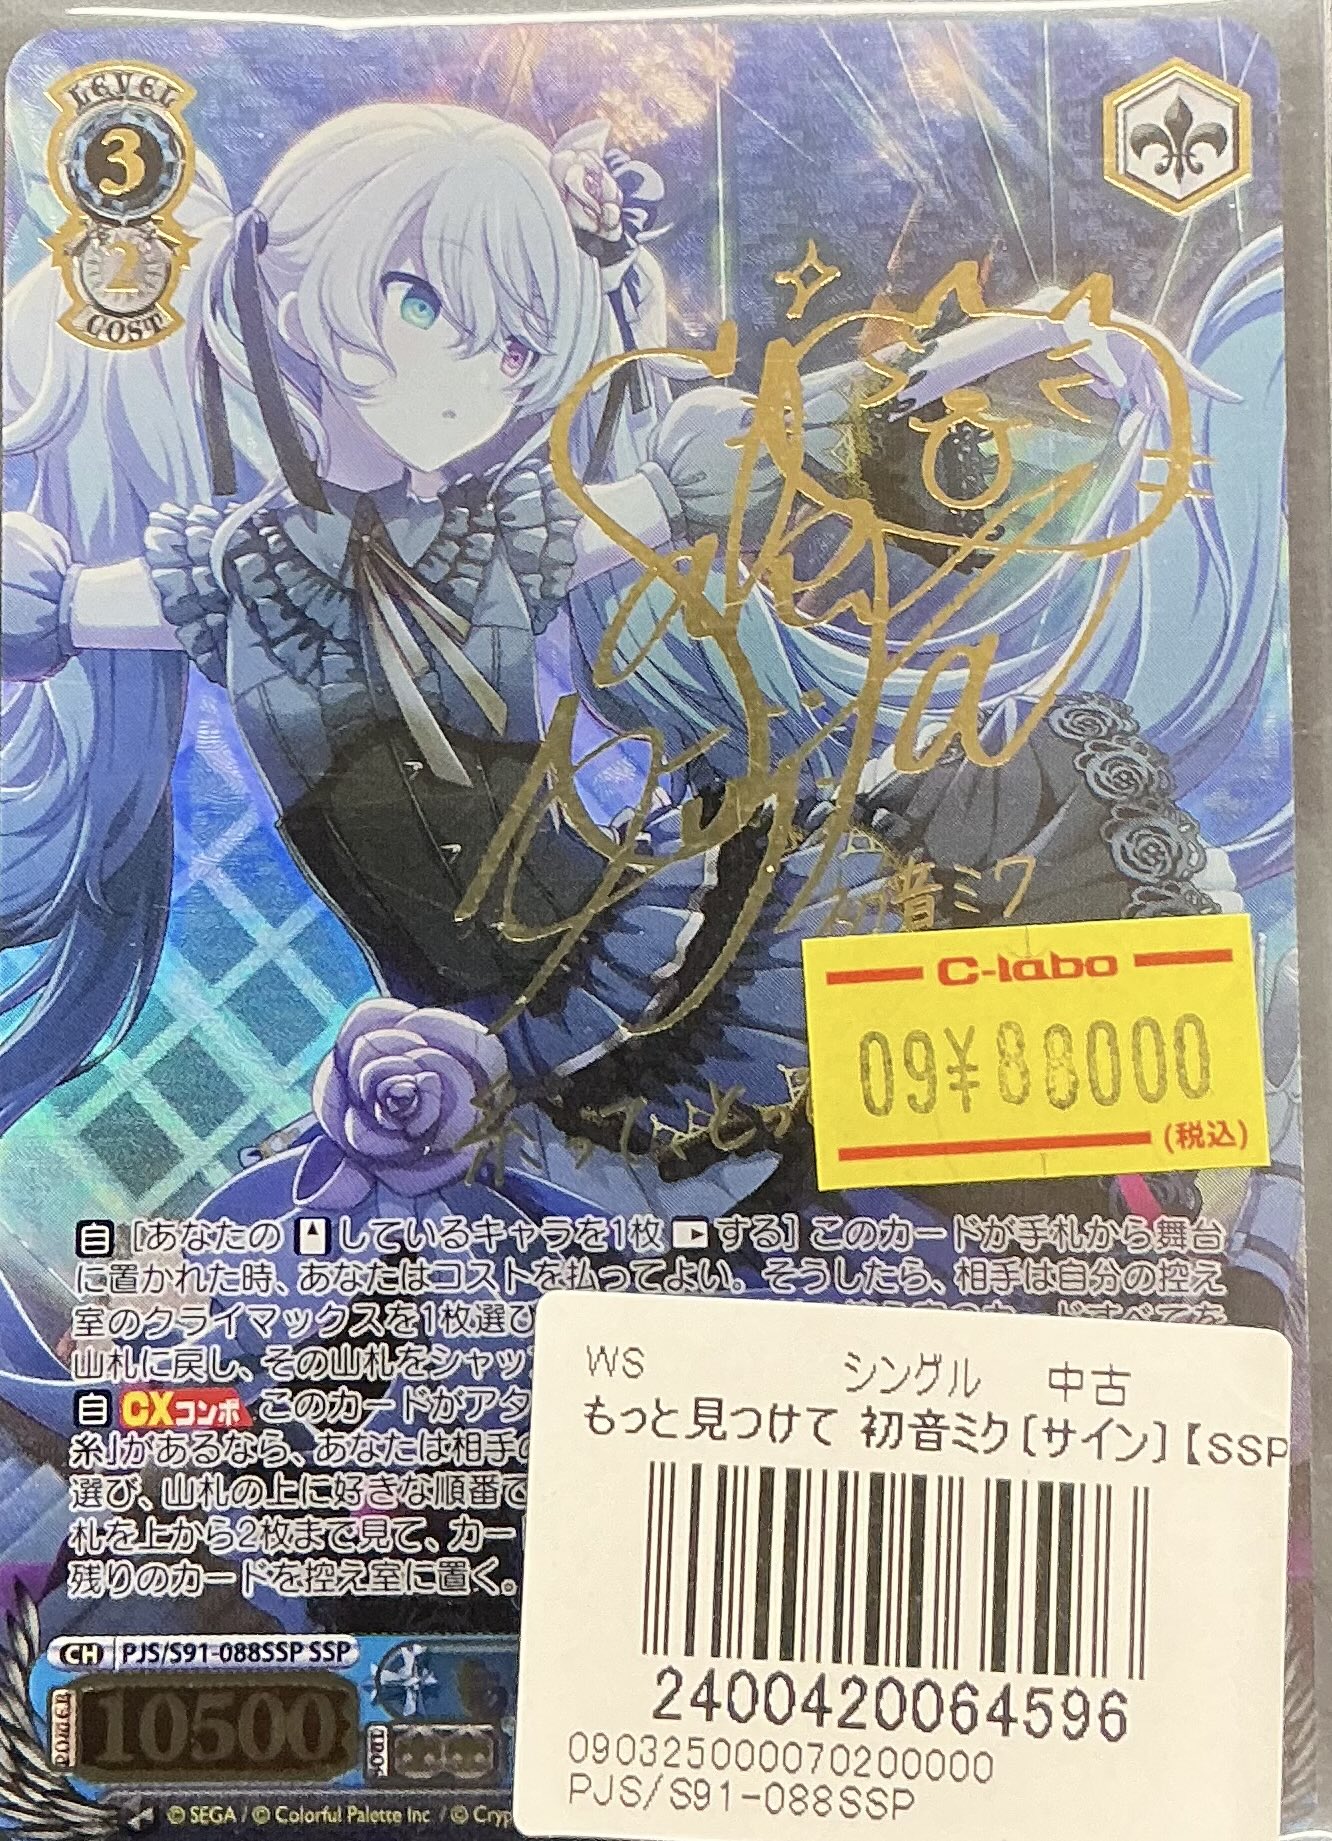 LEVEL
3
2
COST
Saki
Fujita
初音ミク
C-labo
09¥88000
(税込)
自 [あなたの しているキャラを1枚 する] このカードが手札から舞台
に置かれた時、あなたはコストを払ってよい。そうしたら、相手は自分の控え
室のクライマックスを1枚選び
山札に戻し、その山札をシャッ
自 CXコンボ このカードがアタ
糸」があるなら、あなたは相手の
選び、山札の上に好きな順番で
札を上から2枚まで見て、カー
残りのカードを控え室に置く。
WS シングル 中古
もっと見つけて 初音ミク[サイン]【SSP
2400420064596
090325000070200000
PJS/S91-088SSP
CH PJS/S91-088SSP SSP
POWER
10500
SOUL
© SEGA / © Colorful Palette Inc. / © Cryp